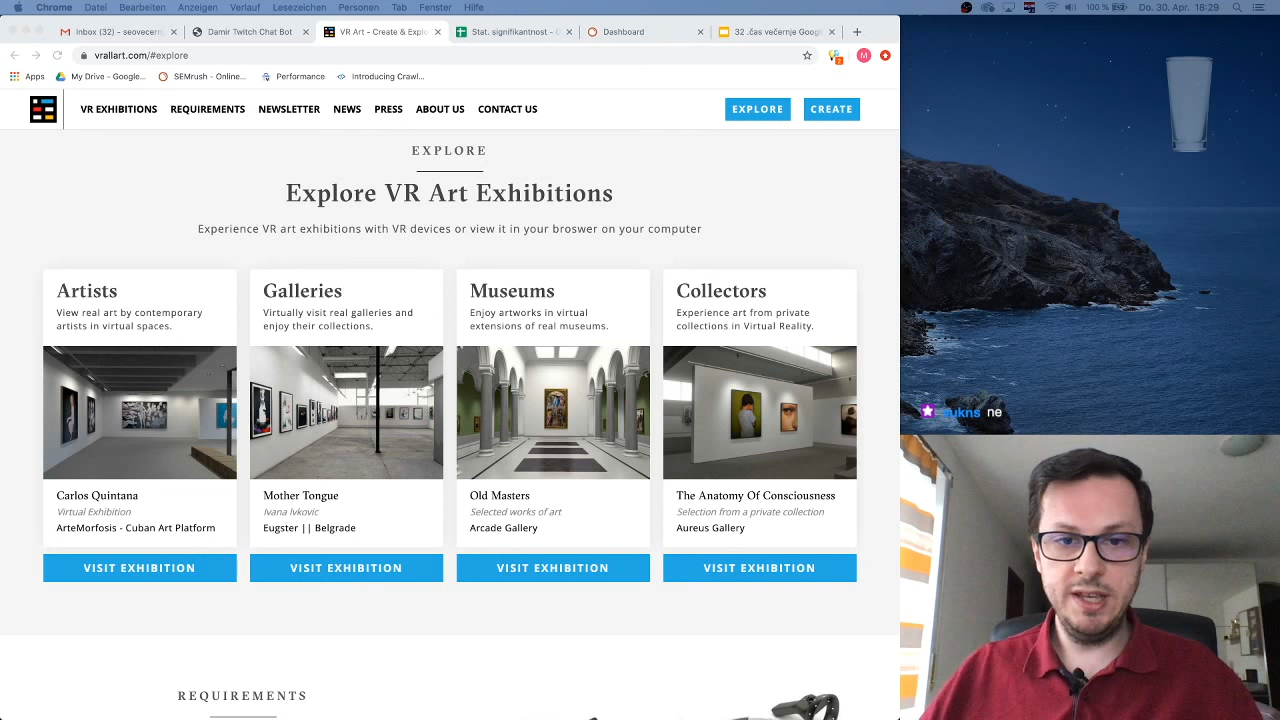 Chrome Datei Bearbeiten Anzeigen Verlauf Lesezeichen Personen Tab Fenster Hilfe 100 % Do. 30. Apr. 18:29
Inbox (32) - seovecern Damir Twitch Chat Bot VR Art - Create & Explo Stat. signifikantnost - G Dashboard 32 .čas večernje Googl
vrallart.com/#explore M
Apps My Drive - Google... SEMrush - Online... Performance Introducing Crawl...
VR EXHIBITIONS REQUIREMENTS NEWSLETTER NEWS PRESS ABOUT US CONTACT US EXPLORE CREATE
EXPLORE
Explore VR Art Exhibitions
Experience VR art exhibitions with VR devices or view it in your broswer on your computer
Artists
View real art by contemporary
artists in virtual spaces.
Carlos Quintana
Virtual Exhibition
ArteMorfosis - Cuban Art Platform
VISIT EXHIBITION
Galleries
Virtually visit real galleries and
enjoy their collections.
Mother Tongue
Ivana Ivkovic
Eugster || Belgrade
VISIT EXHIBITION
Museums
Enjoy artworks in virtual
extensions of real museums.
Old Masters
Selected works of art
Arcade Gallery
VISIT EXHIBITION
Collectors
Experience art from private
collections in Virtual Reality.
The Anatomy Of Consciousness
Selection from a private collection
Aureus Gallery
VISIT EXHIBITION
REQUIREMENTS
ne